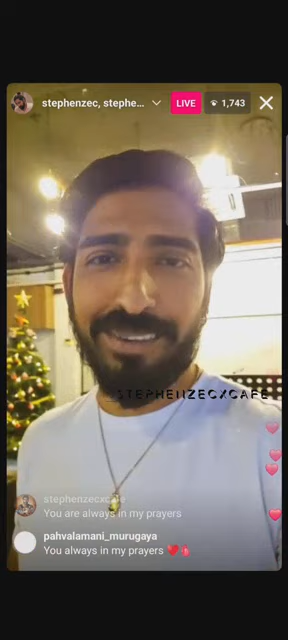 stephenzec, stephe...
LIVE
1,743
STEPHENZECXCAFE
stephenzecxcafe
You are always in my prayers
pahvalamani_murugaya
You always in my prayers ❤️